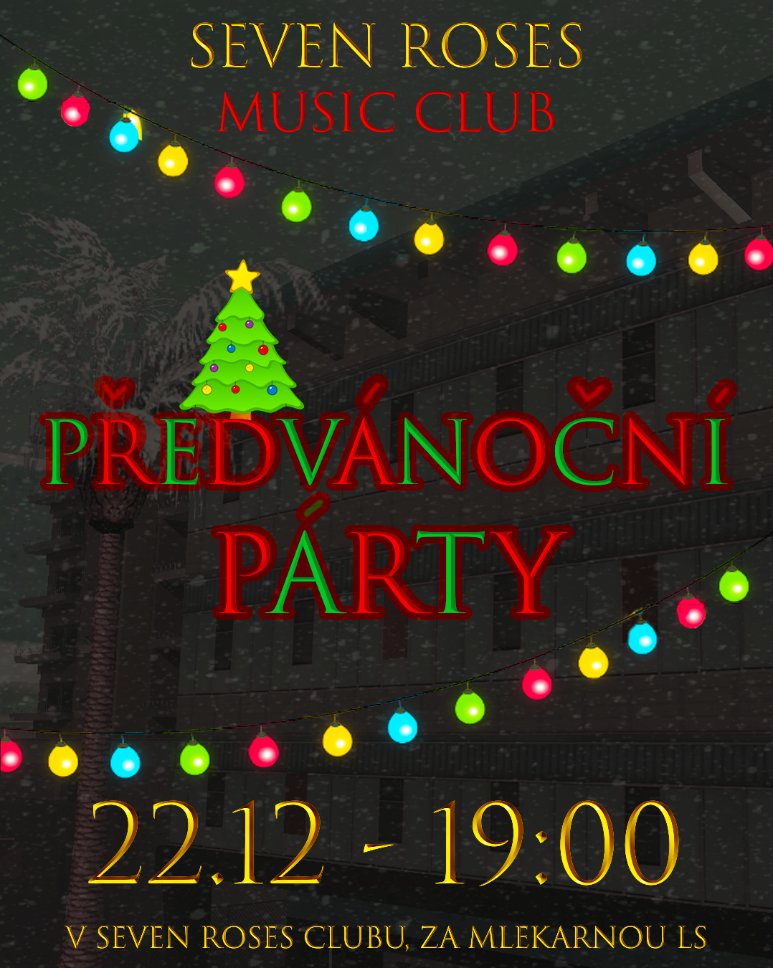 SEVEN ROSES
MUSIC CLUB
PŘEDVÁNOČNÍ
PÁRTY
22.12 - 19:00
V SEVEN ROSES CLUBU, ZA MLEKARNOU LS